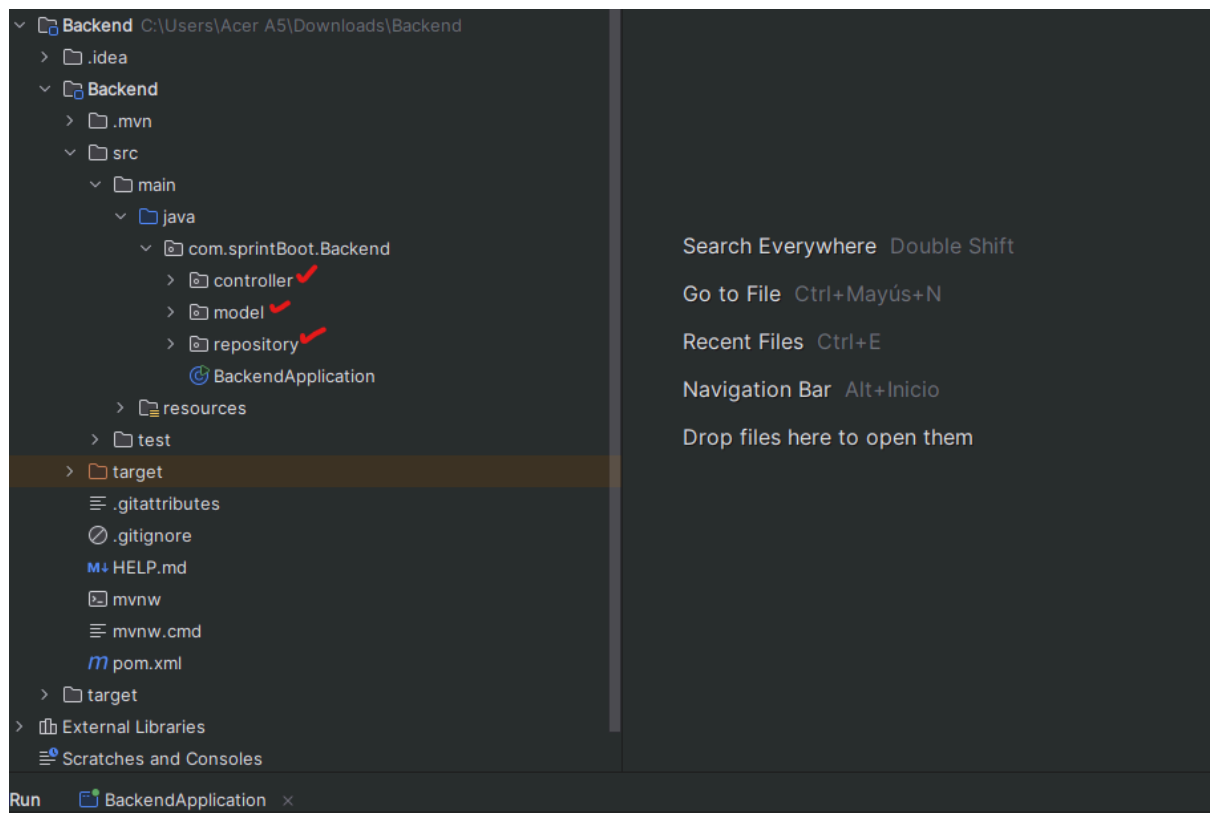 Backend C:\Users\Acer A5\Downloads\Backend
.idea
Backend
.mvn
src
main
java
com.sprintBoot.Backend
controller
model
repository
BackendApplication
resources
test
target
.gitattributes
.gitignore
M↓ HELP.md
mvnw
mvnw.cmd
m pom.xml
target
External Libraries
Scratches and Consoles
Search Everywhere Double Shift
Go to File Ctrl+Mayús+N
Recent Files Ctrl+E
Navigation Bar Alt+Inicio
Drop files here to open them
Run BackendApplication ×